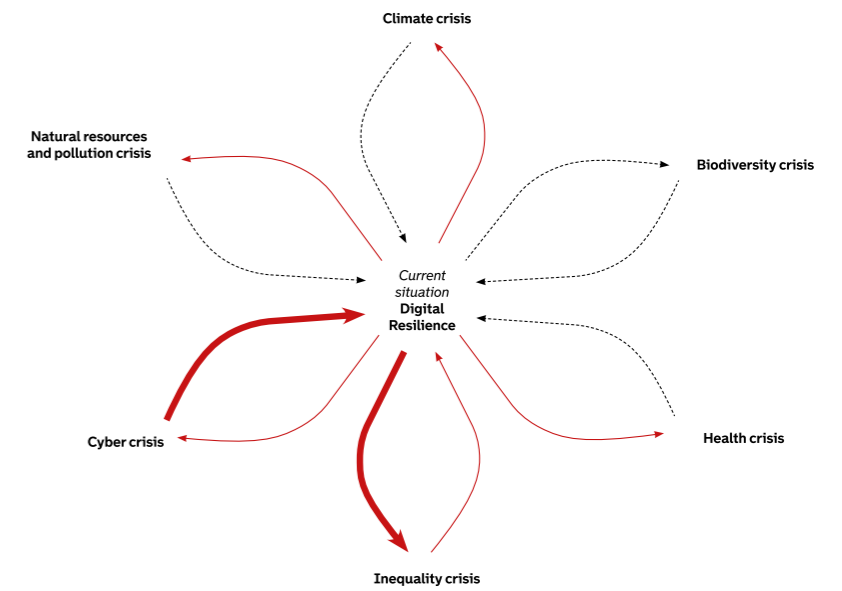 Climate crisis
Natural resources
and pollution crisis
Biodiversity crisis
Current
situation
Digital
Resilience
Cyber crisis
Health crisis
Inequality crisis